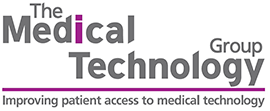 The
Medical
Group
Technology
Improving patient access to medical technology